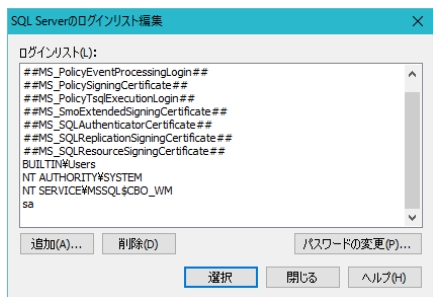 SQL Serverのログインリスト編集
ログインリスト(L):
##MS_PolicyEventProcessingLogin##
##MS_PolicySigningCertificate##
##MS_PolicyTsqlExecutionLogin##
##MS_SmoExtendedSigningCertificate##
##MS_SQLAuthenticatorCertificate##
##MS_SQLReplicationSigningCertificate##
##MS_SQLResourceSigningCertificate##
BUILTIN¥Users
NT AUTHORITY¥SYSTEM
NT SERVICE¥MSSQL$CBO_WM
sa
追加(A)... 削除(D) パスワードの変更(P)...
選択 閉じる ヘルプ(H)